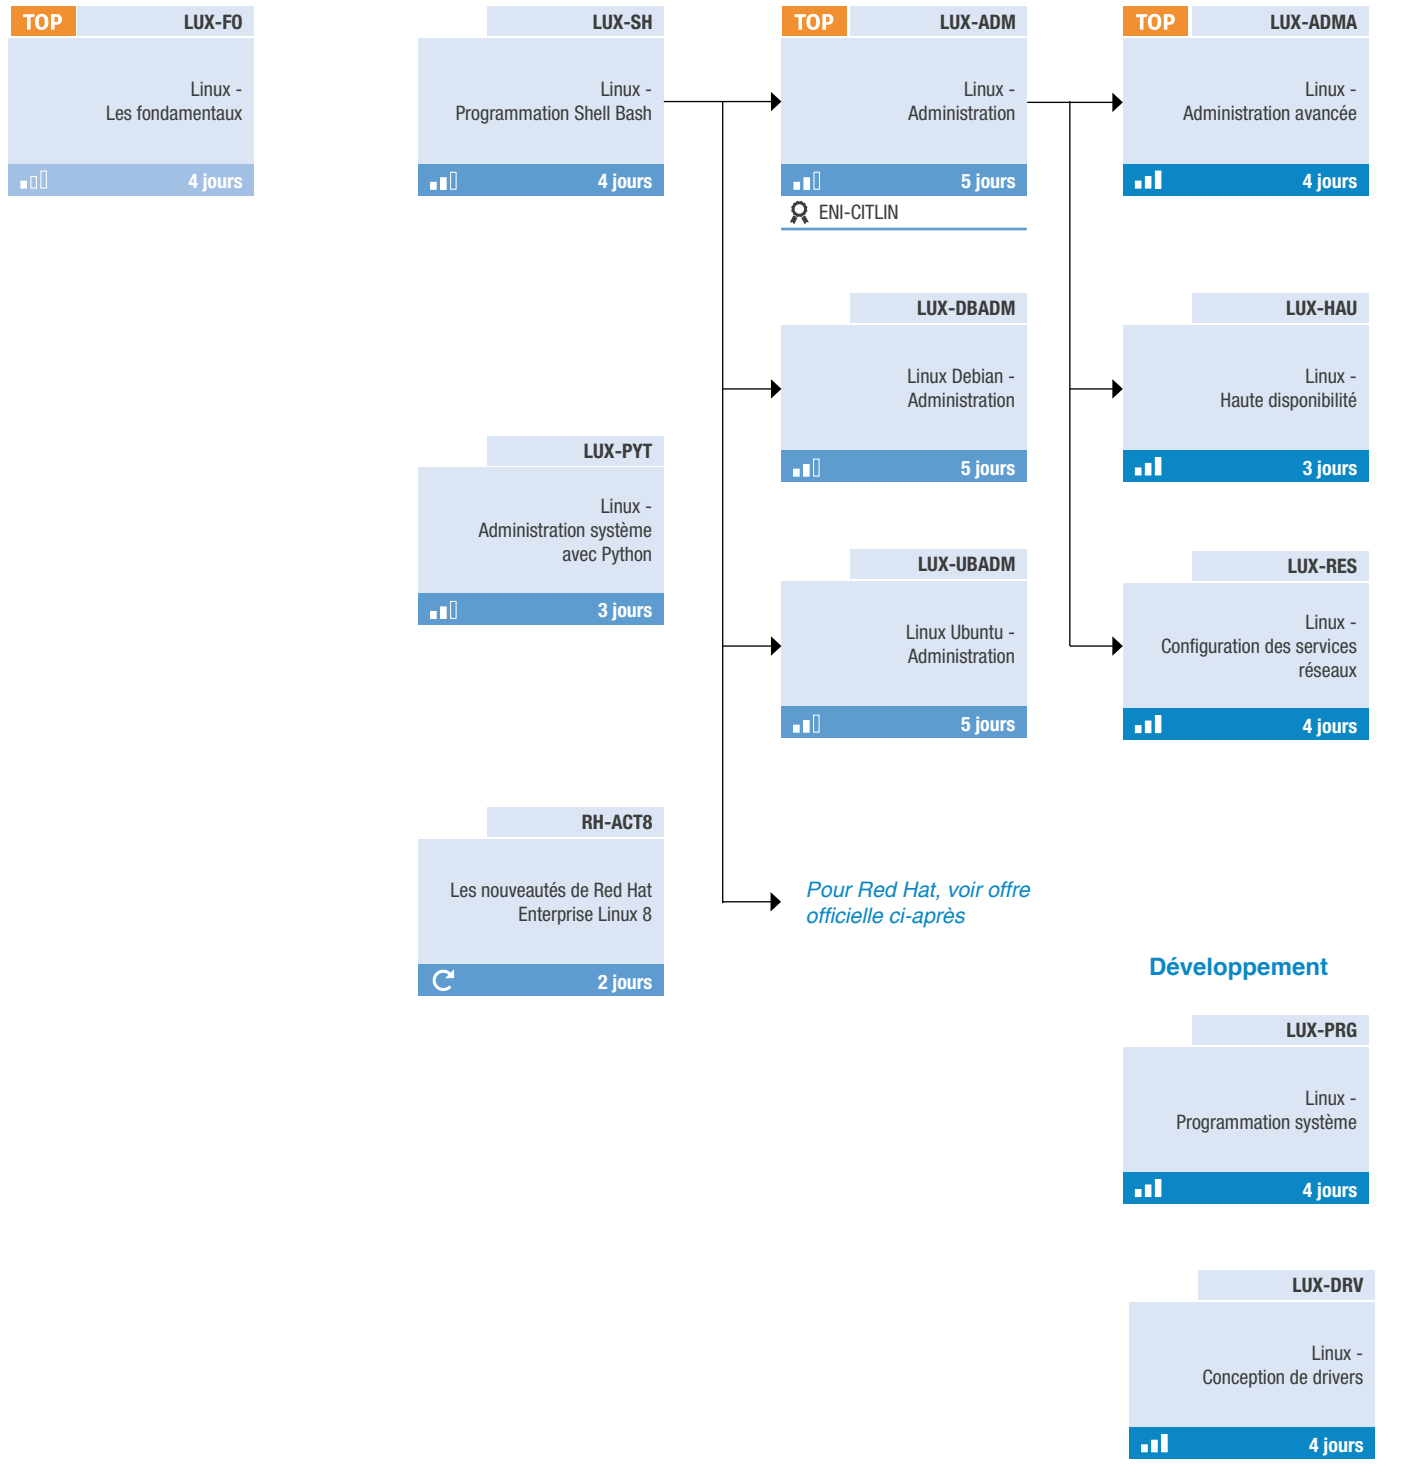 TOP
LUX-FO
Linux -
Les fondamentaux
4 jours
LUX-SH
Linux -
Programmation Shell Bash
4 jours
TOP
LUX-ADM
Linux -
Administration
5 jours
ENI-CITLIN
TOP
LUX-ADMA
Linux -
Administration avancée
4 jours
LUX-DBADM
Linux Debian -
Administration
5 jours
LUX-HAU
Linux -
Haute disponibilité
3 jours
LUX-PYT
Linux -
Administration système
avec Python
3 jours
LUX-UBADM
Linux Ubuntu -
Administration
5 jours
LUX-RES
Linux -
Configuration des services
réseaux
4 jours
RH-ACT8
Les nouveautés de Red Hat
Enterprise Linux 8
2 jours
Pour Red Hat, voir offre
officielle ci-après
Développement
LUX-PRG
Linux -
Programmation système
4 jours
LUX-DRV
Linux -
Conception de drivers
4 jours